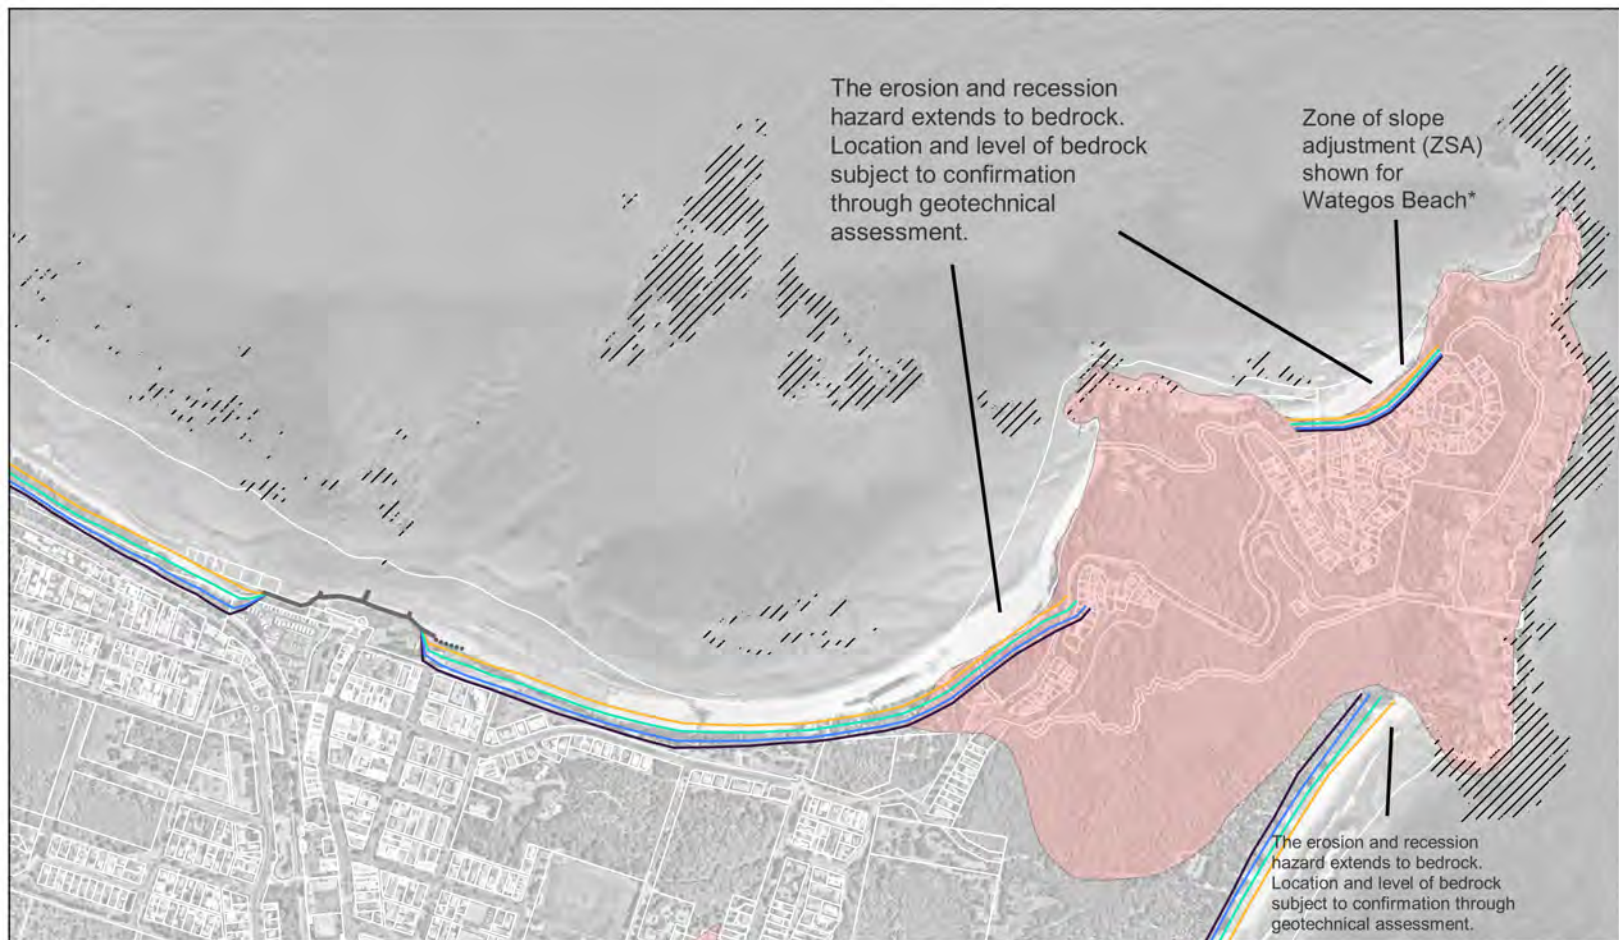 The erosion and recession
hazard extends to bedrock.
Location and level of bedrock
subject to confirmation
through geotechnical
assessment.
Zone of slope
adjustment (ZSA)
shown for
Wategos Beach*
The erosion and recession
hazard extends to bedrock.
Location and level of bedrock
subject to confirmation through
geotechnical assessment.